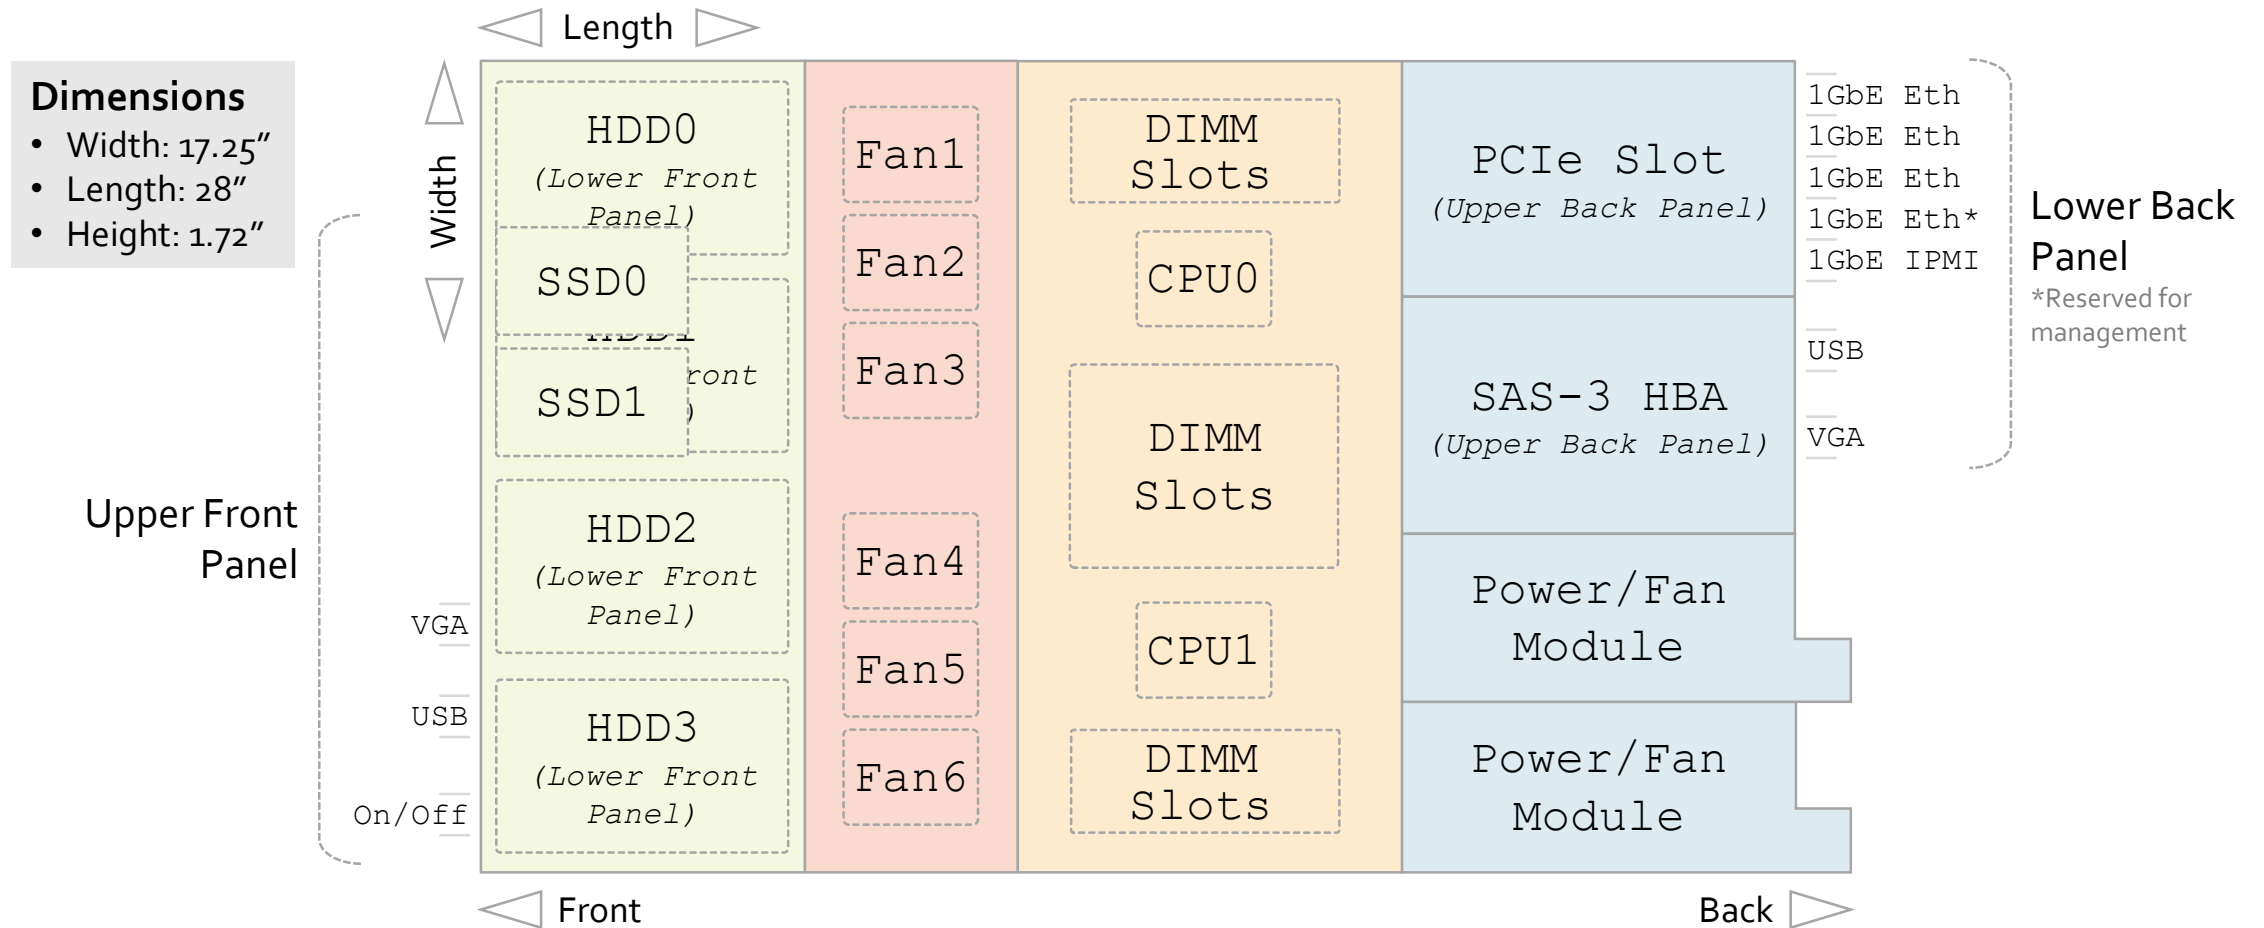 Length
Dimensions
• Width: 17.25”
• Length: 28”
• Height: 1.72”
Width
Upper Front
Panel
VGA
USB
On/Off
HDD0
(Lower Front
Panel)
SSD0
SSD1
ront
)
HDD2
(Lower Front
Panel)
HDD3
(Lower Front
Panel)
Fan1
Fan2
Fan3
Fan4
Fan5
Fan6
DIMM
Slots
CPU0
DIMM
Slots
CPU1
DIMM
Slots
PCIe Slot
(Upper Back Panel)
SAS-3 HBA
(Upper Back Panel)
Power/Fan
Module
Power/Fan
Module
1GbE Eth
1GbE Eth
1GbE Eth
1GbE Eth*
1GbE IPMI
USB
VGA
Lower Back
Panel
*Reserved for
management
Front
Back